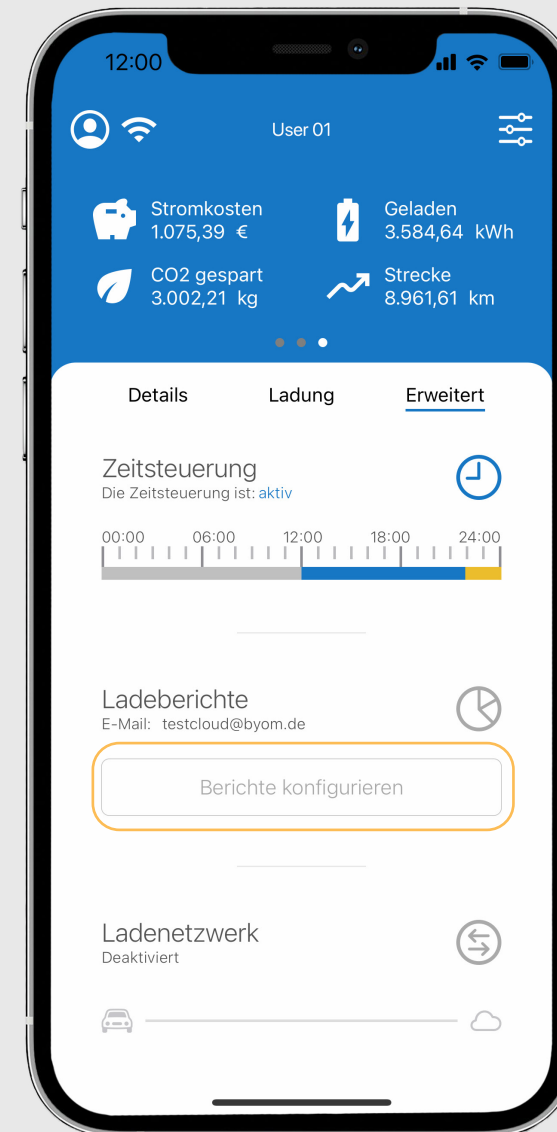 12:00
User 01
Stromkosten
1.075,39 €
Geladen
3.584,64 kWh
CO2 gespart
3.002,21 kg
Strecke
8.961,61 km
Details Ladung Erweitert
Zeitsteuerung
Die Zeitsteuerung ist: aktiv
00:00 06:00 12:00 18:00 24:00
Ladeberichte
E-Mail: testcloud@byom.de
Berichte konfigurieren
Ladenetzwerk
Deaktiviert